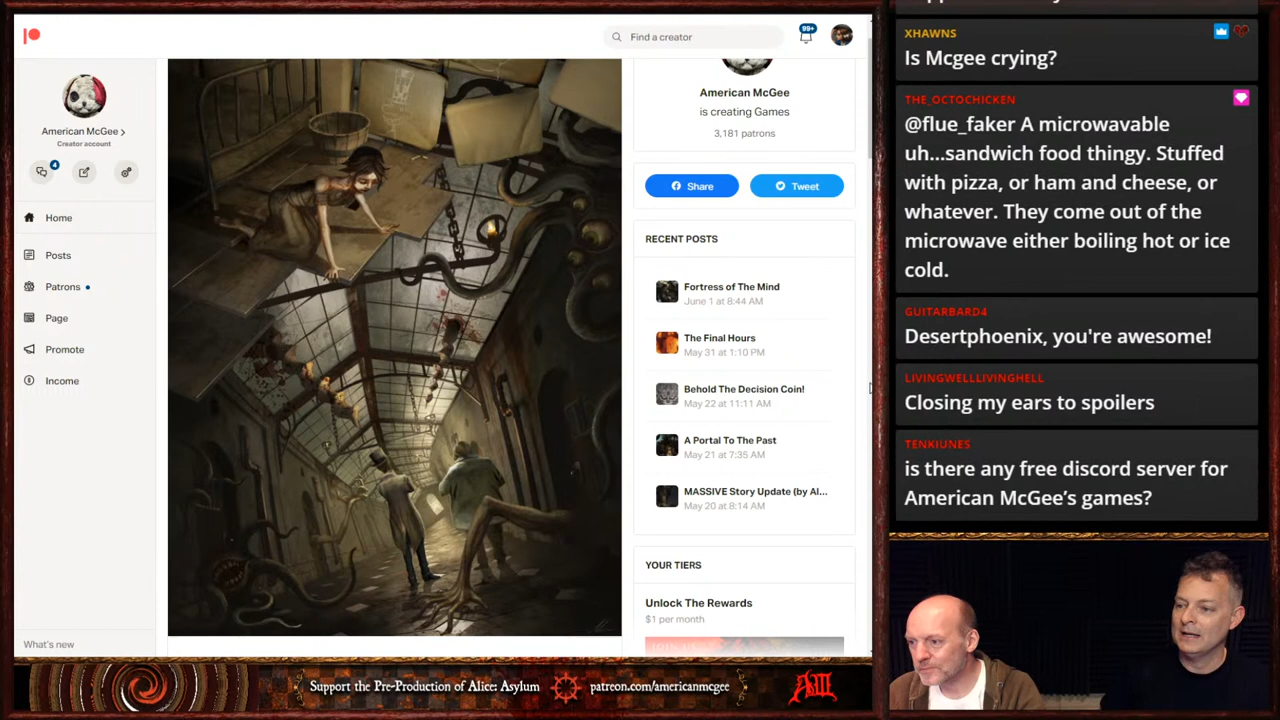 Find a creator
99+
American McGee
Creator account
4
Home
Posts
Patrons
Page
Promote
Income
What's new
American McGee
is creating Games
3,181 patrons
Share
Tweet
RECENT POSTS
Fortress of The Mind
June 1 at 8:44 AM
The Final Hours
May 31 at 1:10 PM
Behold The Decision Coin!
May 22 at 11:11 AM
A Portal To The Past
May 21 at 7:35 AM
MASSIVE Story Update (by Al...
May 20 at 8:14 AM
YOUR TIERS
Unlock The Rewards
$1 per month
XHAWNS
Is Mcgee crying?
THE_OCTOCHICKEN
@flue_faker A microwavable
uh...sandwich food thingy. Stuffed
with pizza, or ham and cheese, or
whatever. They come out of the
microwave either boiling hot or ice
cold.
GUITARBARD4
Desertphoenix, you're awesome!
LIVINGWELLLIVINGHELL
Closing my ears to spoilers
TENKIUNES
is there any free discord server for
American McGee's games?
Support the Pre-Production of Alice: Asylum
patreon.com/americanmcgee